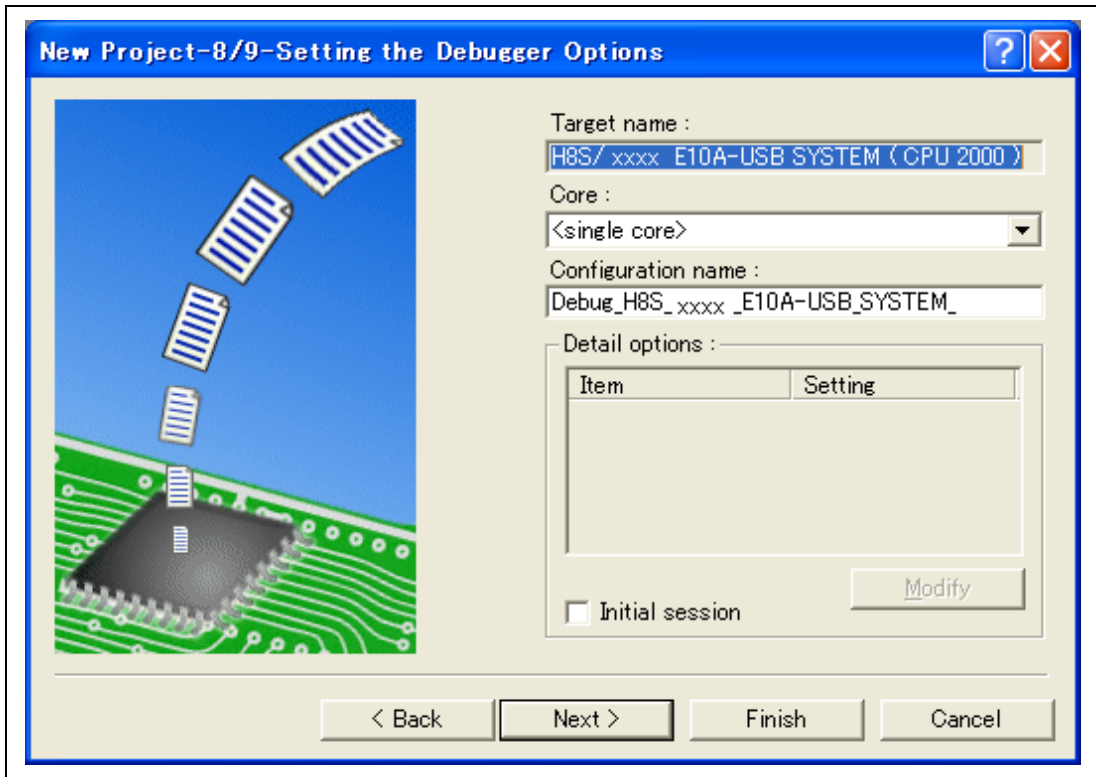 New Project-8/9-Setting the Debugger Options
Target name :
H8S/ xxxx E10A-USB SYSTEM ( CPU 2000 )
Core :
<single core>
Configuration name :
Debug_H8S_ xxxx _E10A-USB_SYSTEM_
Detail options :
Item Setting
Modify
Initial session
< Back Next > Finish Cancel